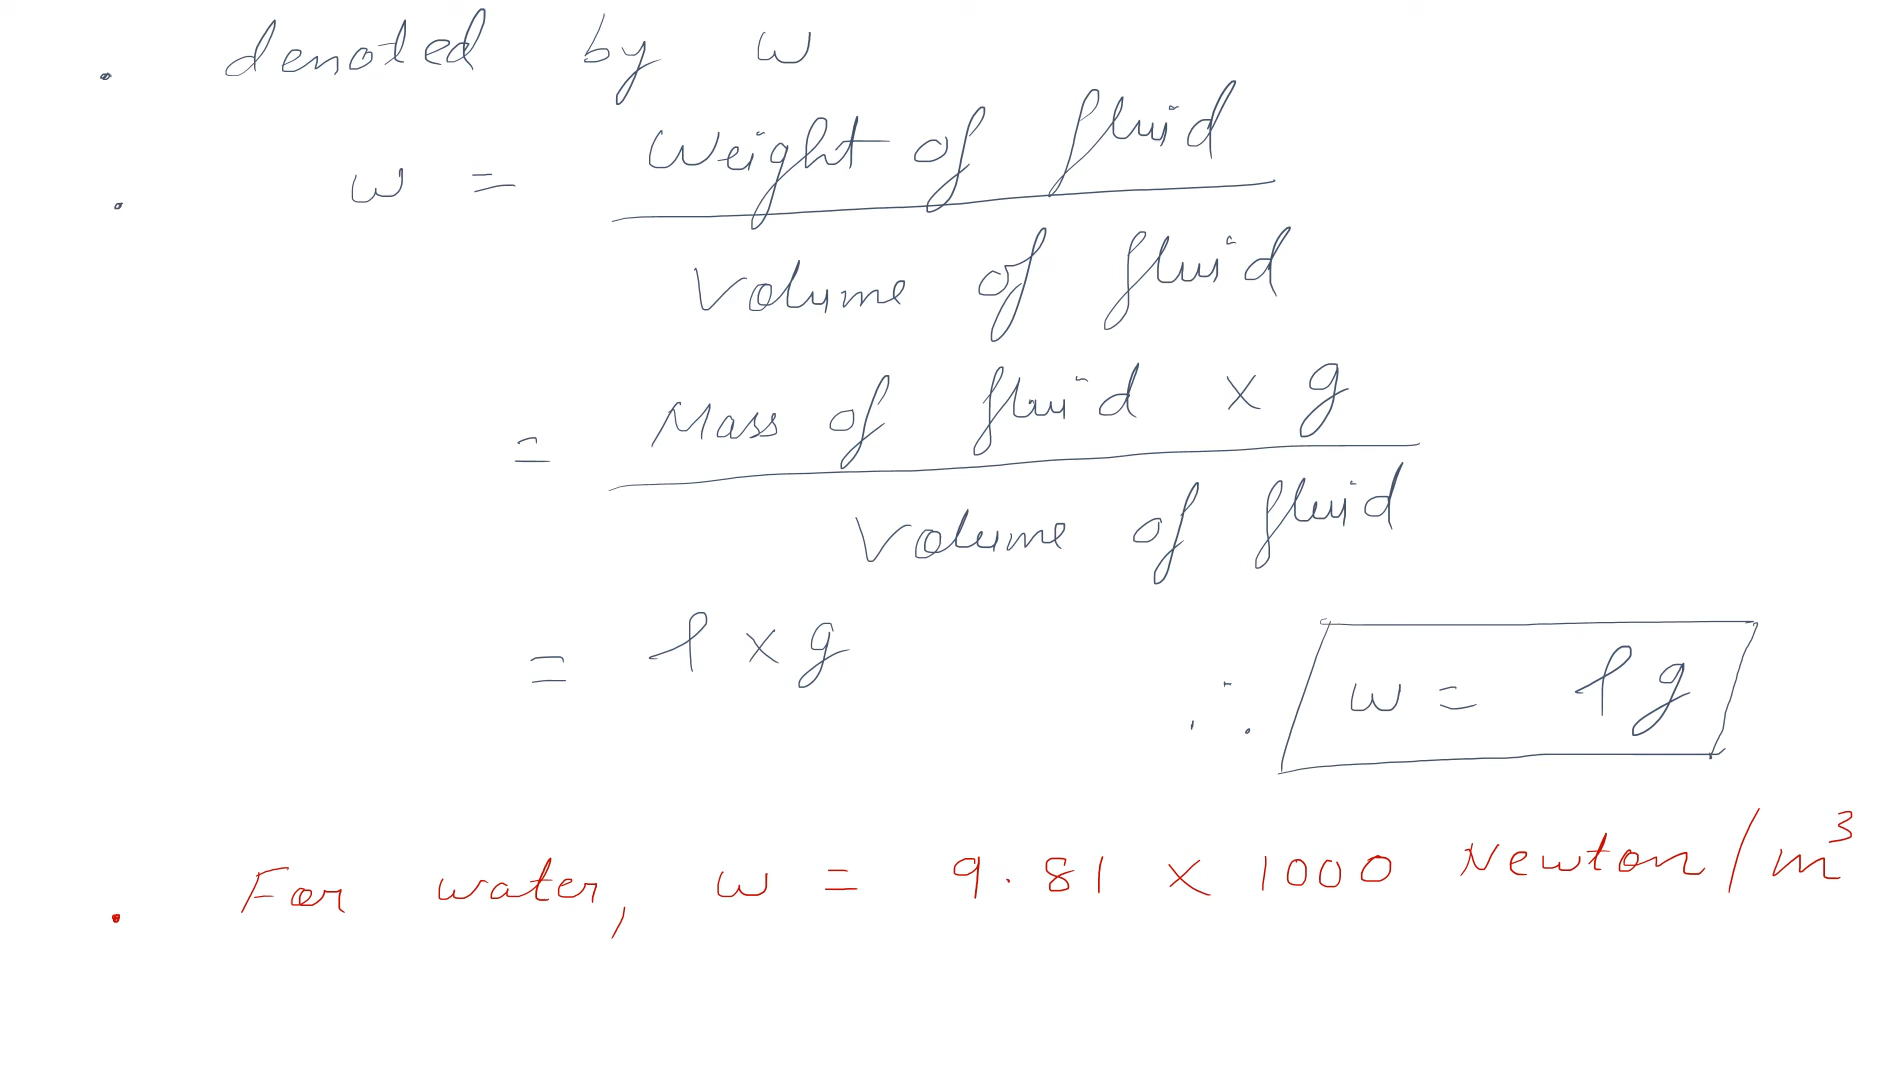 . denoted by w
. w = Weight of fluid
Volume of fluid
= Mass of fluid x g
Volume of fluid
= ρ x g
∴ w = ρg
. For water, w = 9.81 x 1000 Newton/m³